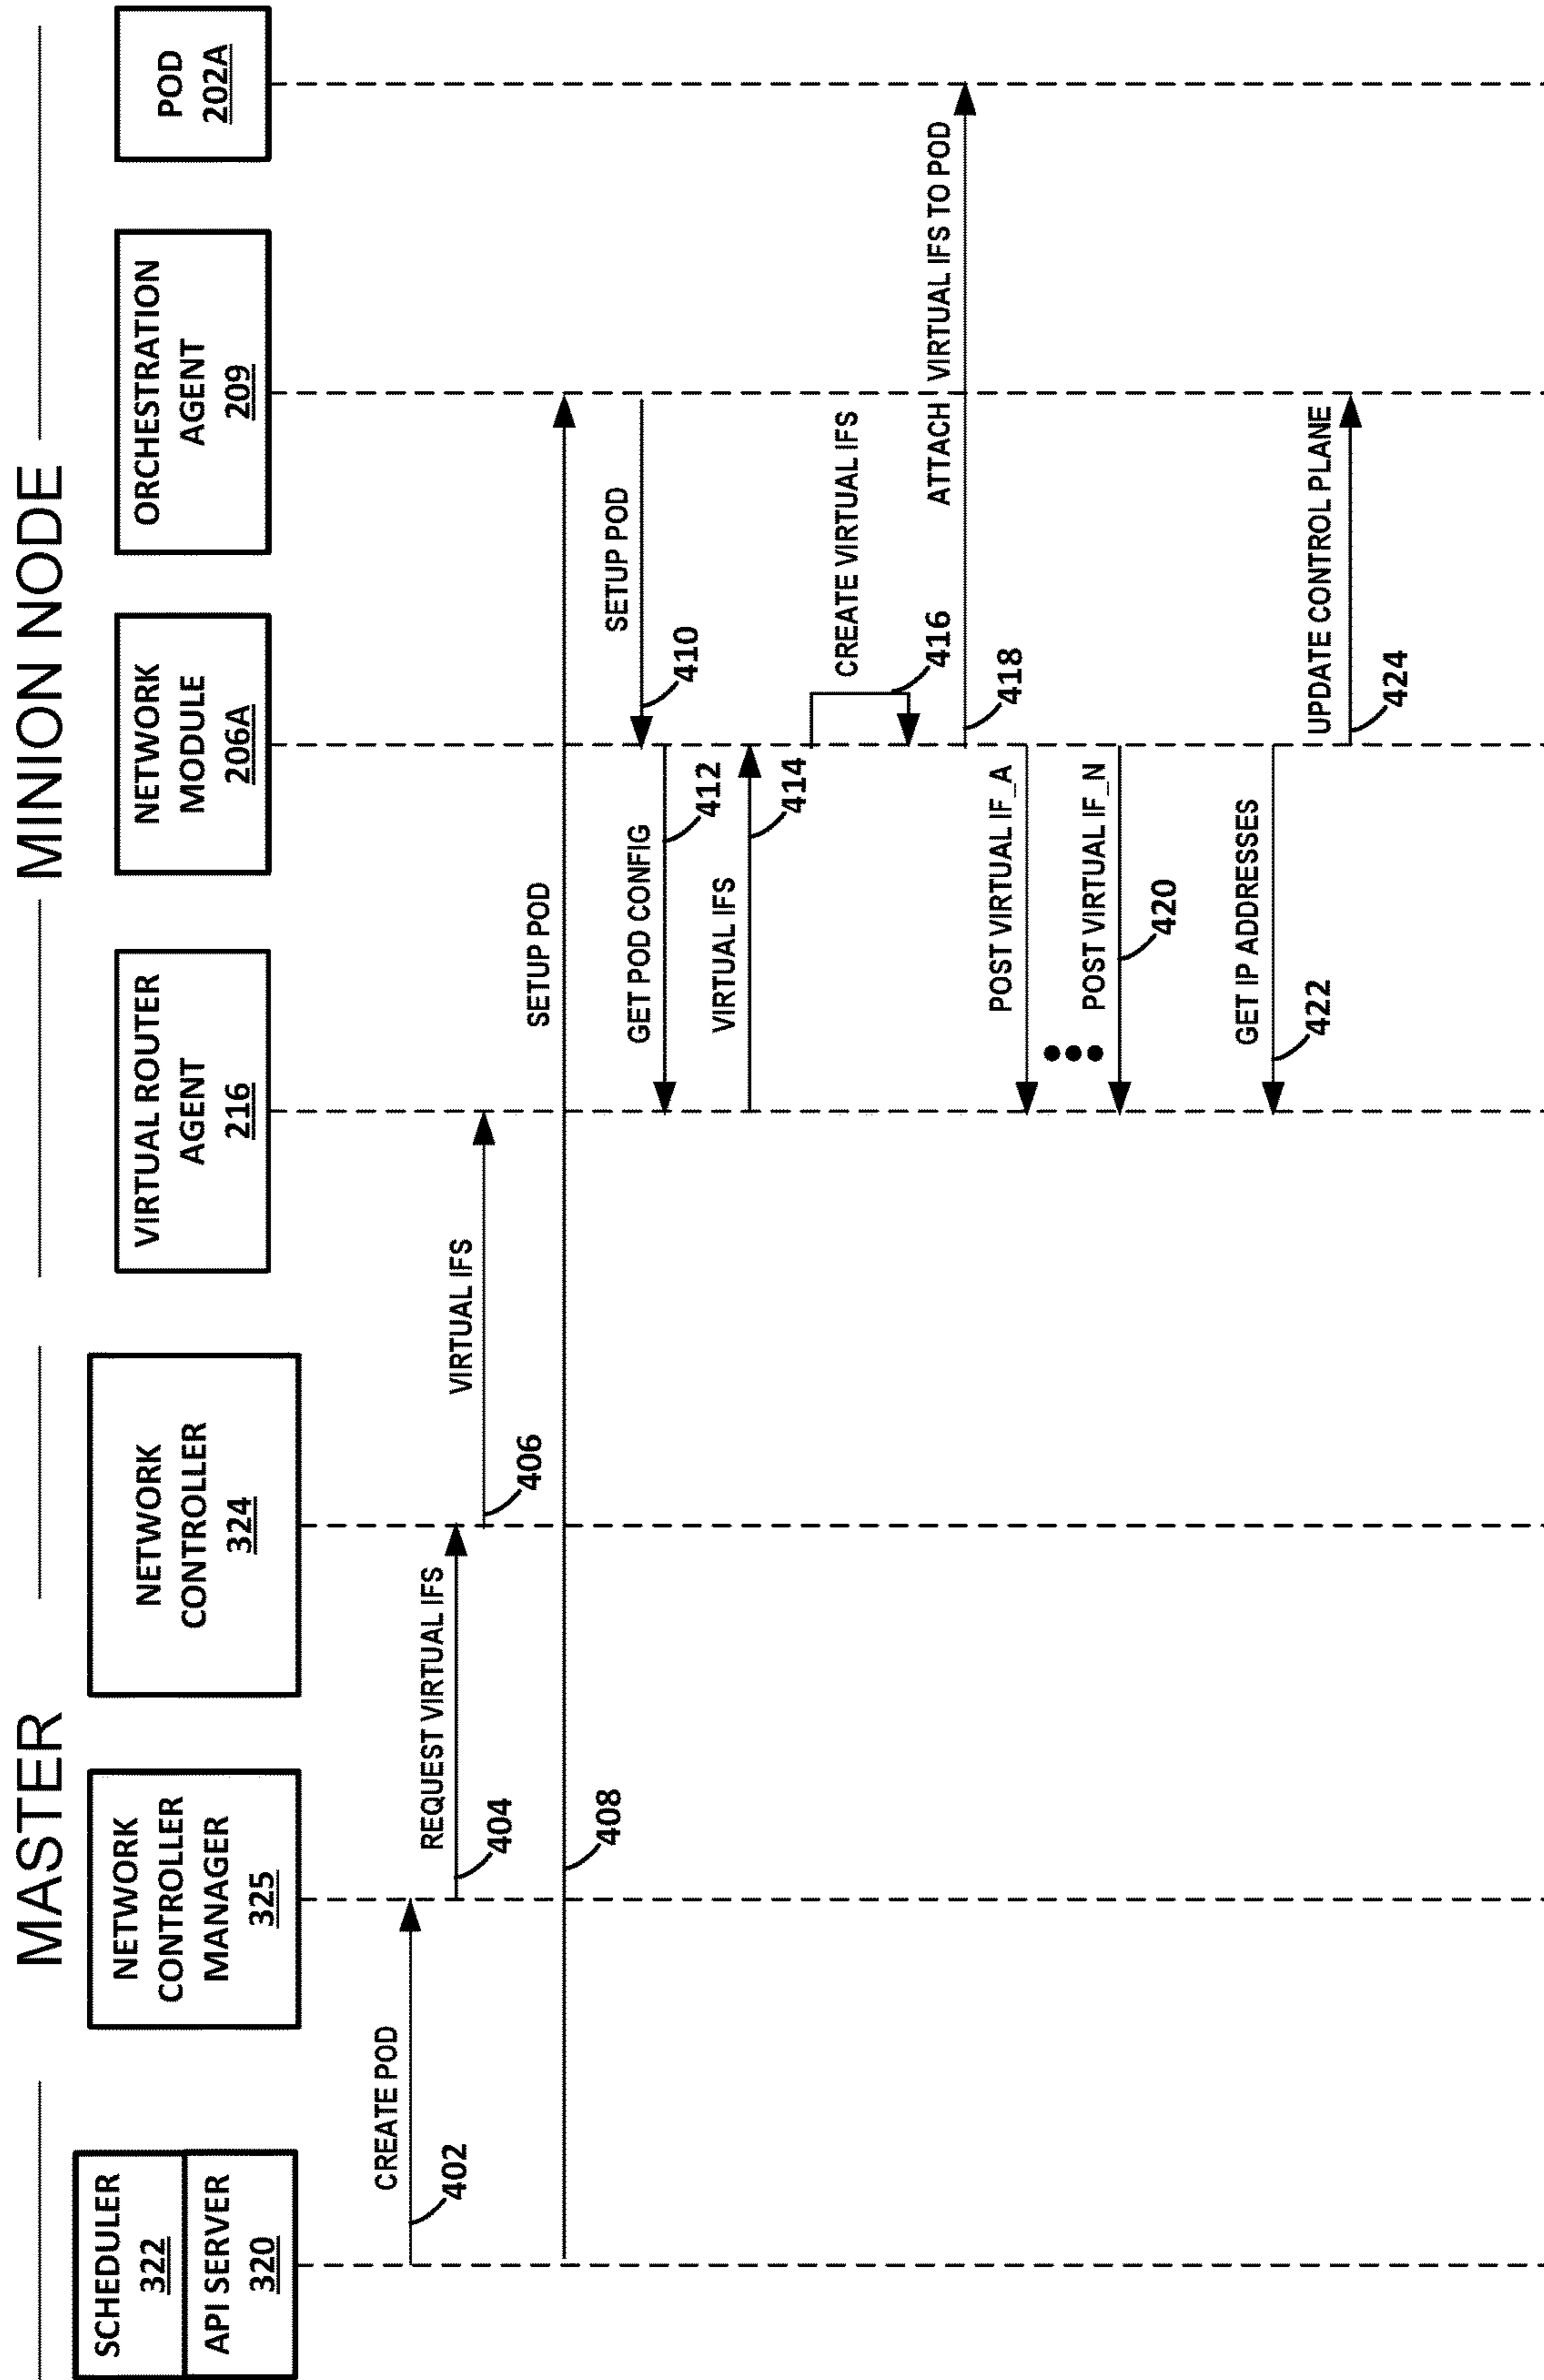 MASTER
MINION NODE
SCHEDULER
322
API SERVER
320
NETWORK
CONTROLLER
MANAGER
325
NETWORK
CONTROLLER
324
VIRTUAL ROUTER
AGENT
216
NETWORK
MODULE
206A
ORCHESTRATION
AGENT
209
POD
202A
CREATE POD
402
REQUEST VIRTUAL IFS
404
VIRTUAL IFS
406
SETUP POD
408
SETUP POD
410
GET POD CONFIG
412
VIRTUAL IFS
414
CREATE VIRTUAL IFS
416
ATTACH VIRTUAL IFS TO POD
418
POST VIRTUAL IF_A
POST VIRTUAL IF_N
420
GET IP ADDRESSES
422
UPDATE CONTROL PLANE
424